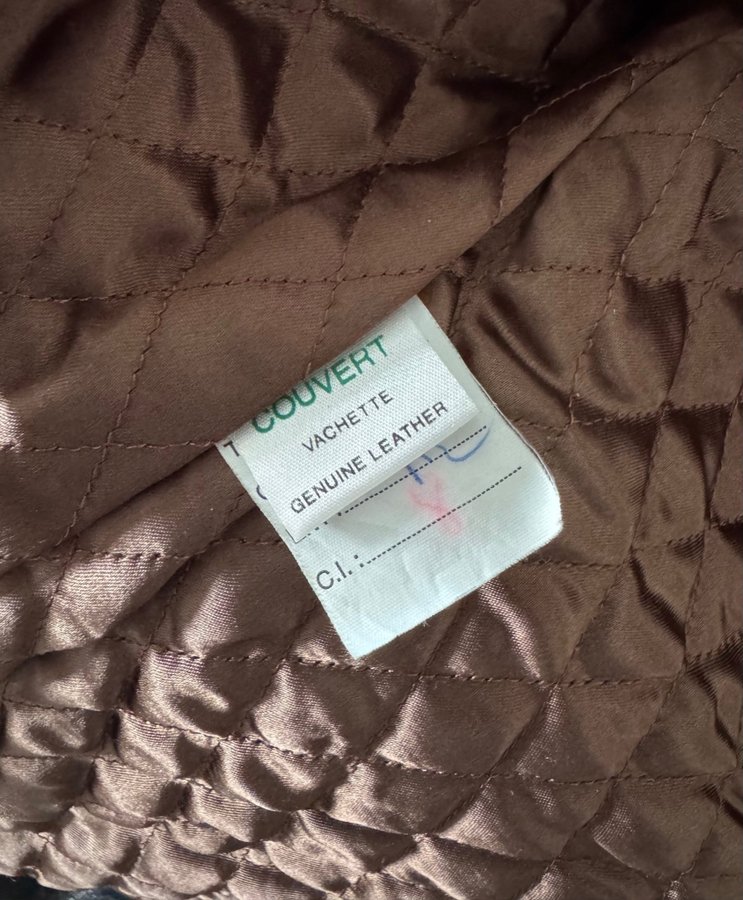 COUVERT
VACHETTE
GENUINE LEATHER
T
C.I. :